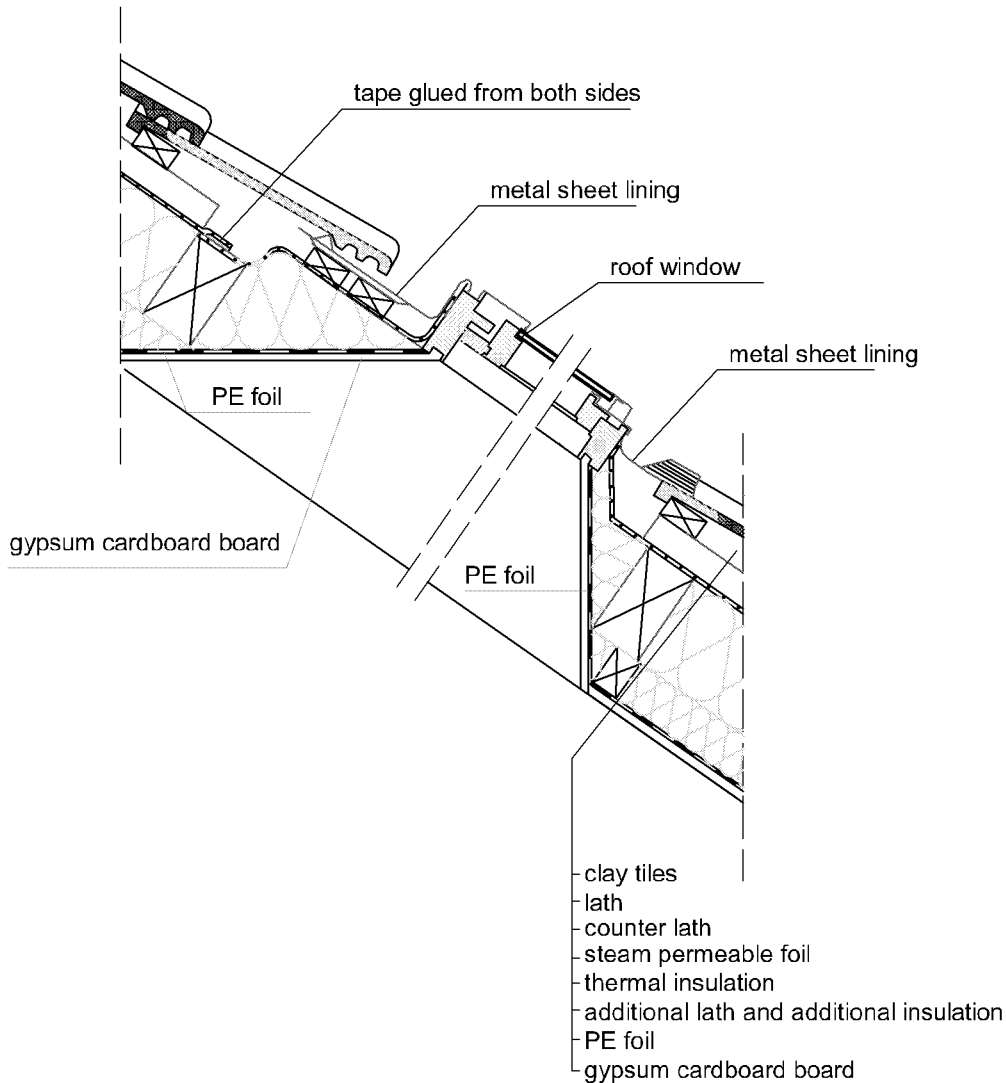 tape glued from both sides
metal sheet lining
roof window
metal sheet lining
PE foil
gypsum cardboard board
PE foil
clay tiles
lath
counter lath
steam permeable foil
thermal insulation
additional lath and additional insulation
PE foil
gypsum cardboard board